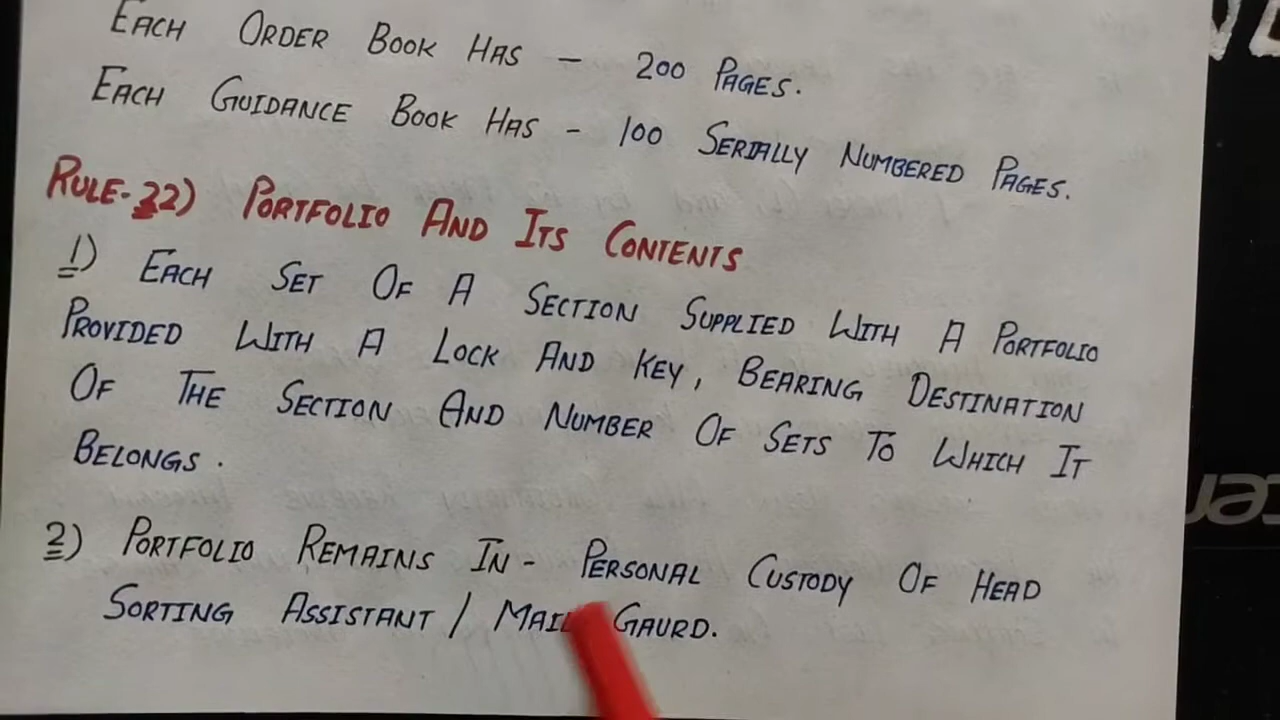 Each Order Book Has – 200 Pages.
Each Guidance Book Has – 100 Serially Numbered Pages.
Rule-32) Portfolio And Its Contents
1) Each Set Of A Section Supplied With A Portfolio
Provided With A Lock And Key, Bearing Destination
Of The Section And Number Of Sets To Which It
Belongs.
2) Portfolio Remains In - Personal Custody Of Head
Sorting Assistant / Mail Gaurd.